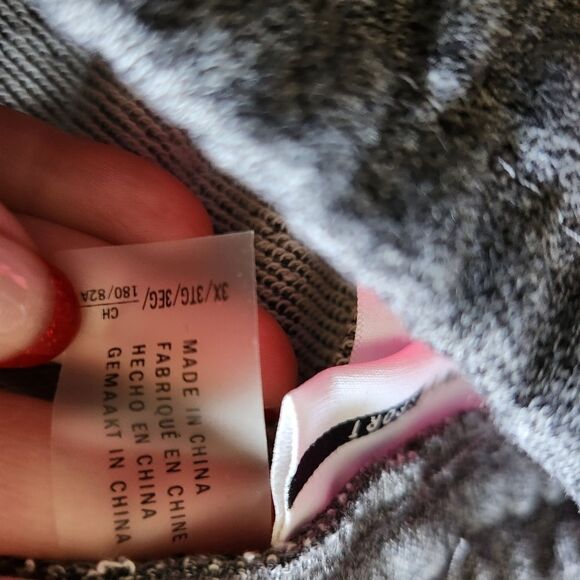 3X/3TG/3EG/
CH
180/82A
MADE IN CHINA
FABRIQUÉ EN CHINE
HECHO EN CHINA
GEMAAKT IN CHINA